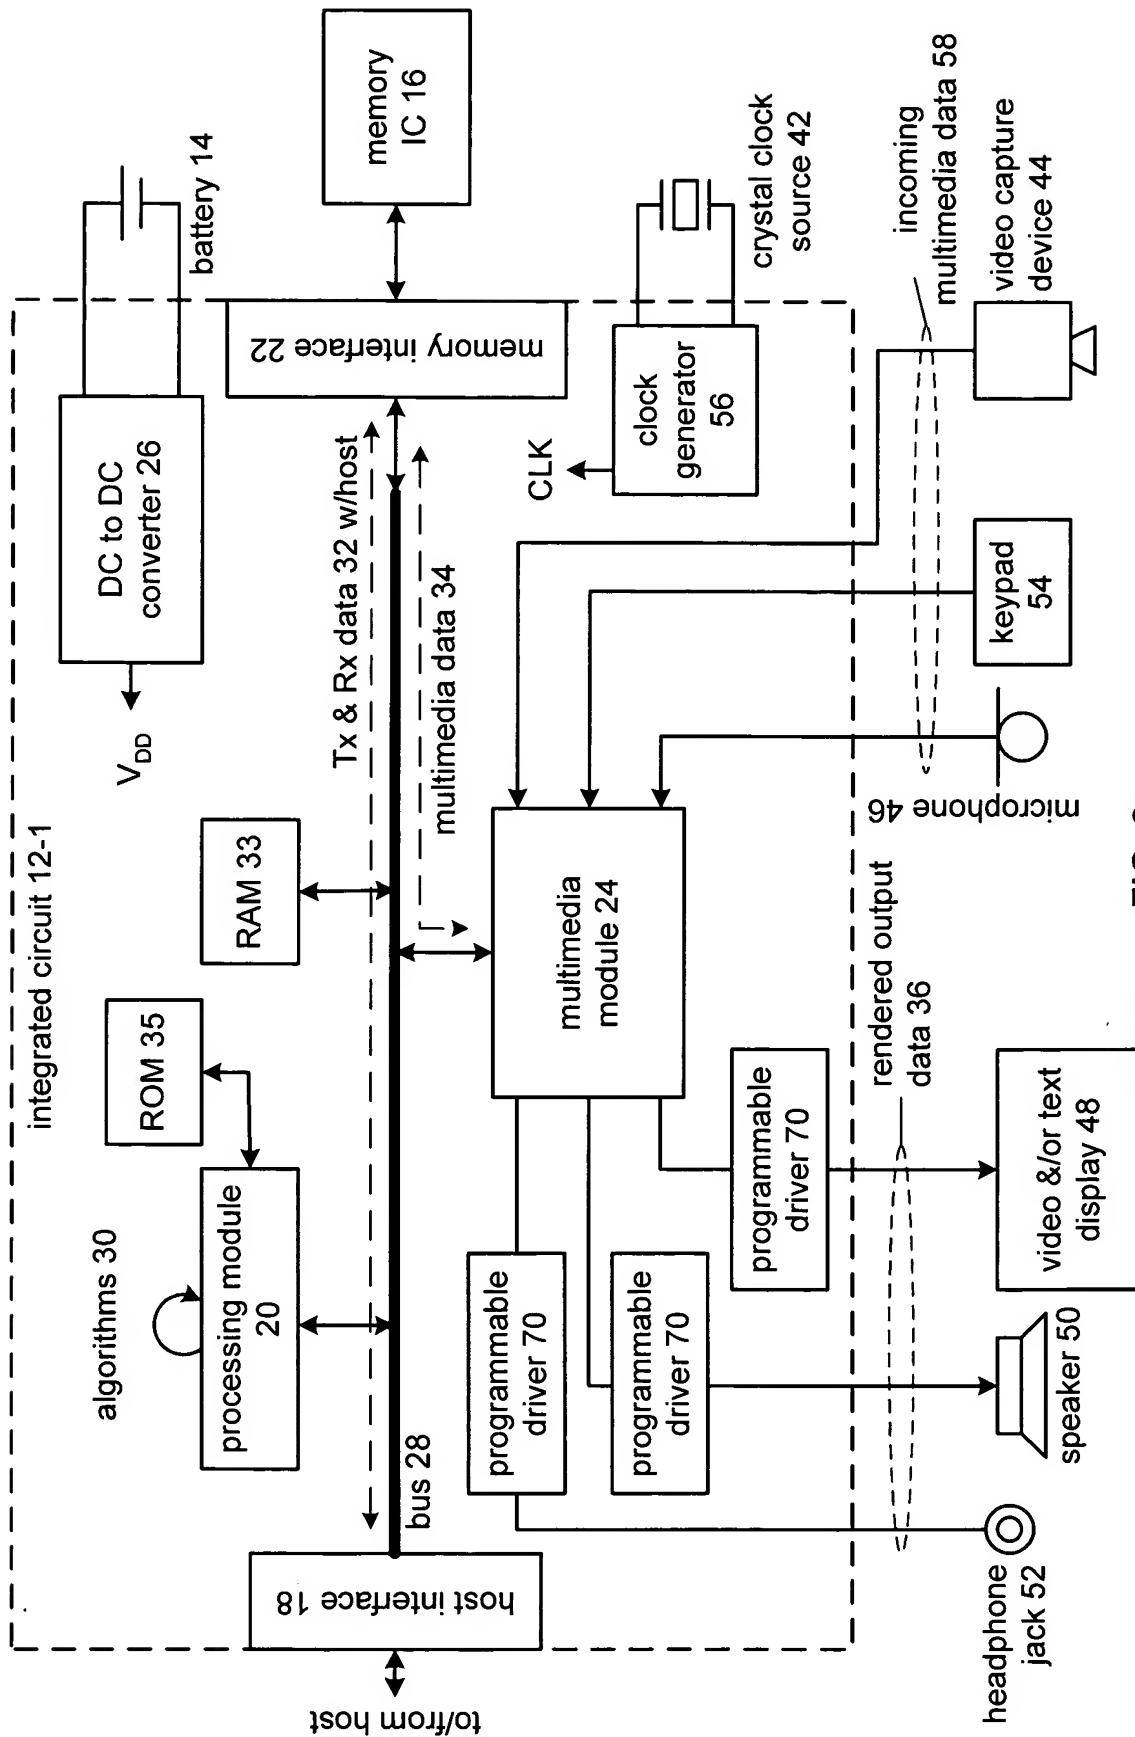 integrated circuit 12-1
DC to DC
converter 26
battery 14
V_DD
algorithms 30
ROM 35
RAM 33
processing module
20
Tx & Rx data 32 w/host
multimedia data 34
bus 28
host interface 18
to/from host
memory interface 22
memory
IC 16
CLK
clock
generator
56
crystal clock
source 42
multimedia
module 24
programmable
driver 70
programmable
driver 70
programmable
driver 70
rendered output
data 36
incoming
multimedia data 58
headphone
jack 52
speaker 50
video &/or text
display 48
microphone 46
keypad
54
video capture
device 44